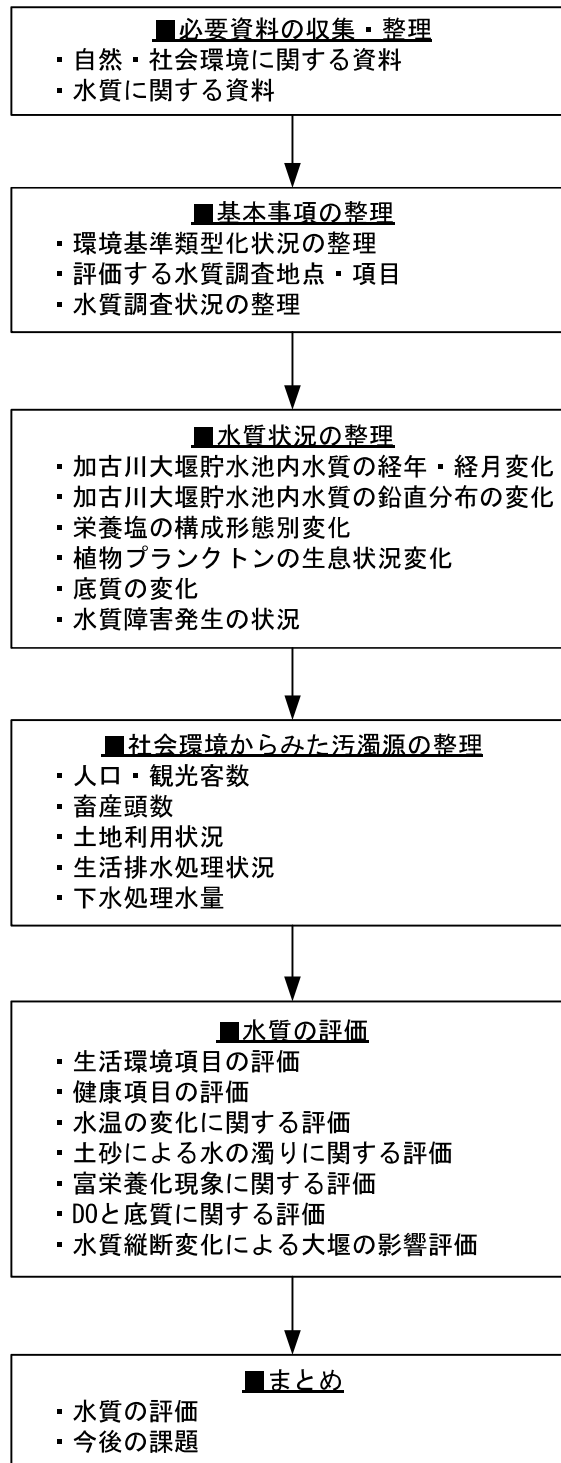 ■必要資料の収集・整理
・自然・社会環境に関する資料
・水質に関する資料
■基本事項の整理
・環境基準類型化状況の整理
・評価する水質調査地点・項目
・水質調査状況の整理
■水質状況の整理
・加古川大堰貯水池内水質の経年・経月変化
・加古川大堰貯水池内水質の鉛直分布の変化
・栄養塩の構成形態別変化
・植物プランクトンの生息状況変化
・底質の変化
・水質障害発生の状況
■社会環境からみた汚濁源の整理
・人口・観光客数
・畜産頭数
・土地利用状況
・生活排水処理状況
・下水処理水量
■水質の評価
・生活環境項目の評価
・健康項目の評価
・水温の変化に関する評価
・土砂による水の濁りに関する評価
・富栄養化現象に関する評価
・DOと底質に関する評価
・水質縦断変化による大堰の影響評価
■まとめ
・水質の評価
・今後の課題